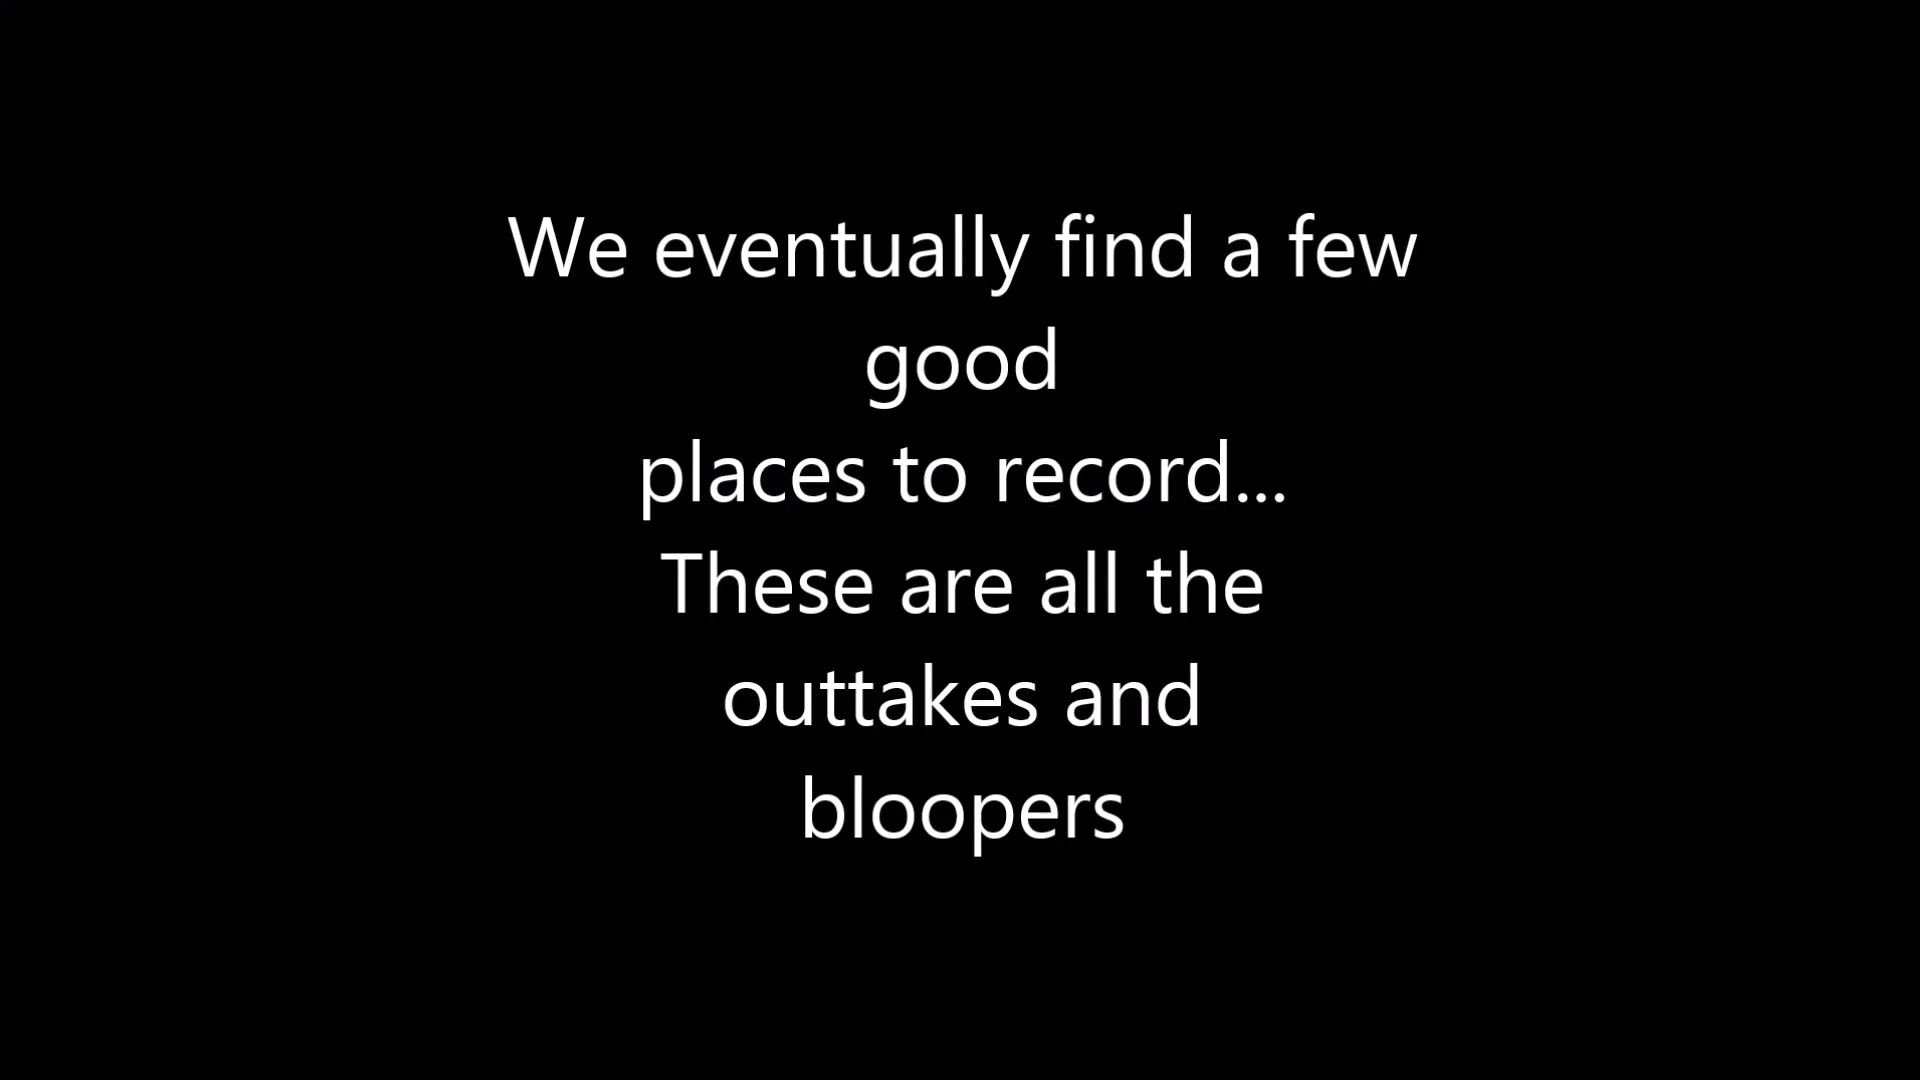 We eventually find a few
good
places to record...
These are all the
outtakes and
bloopers